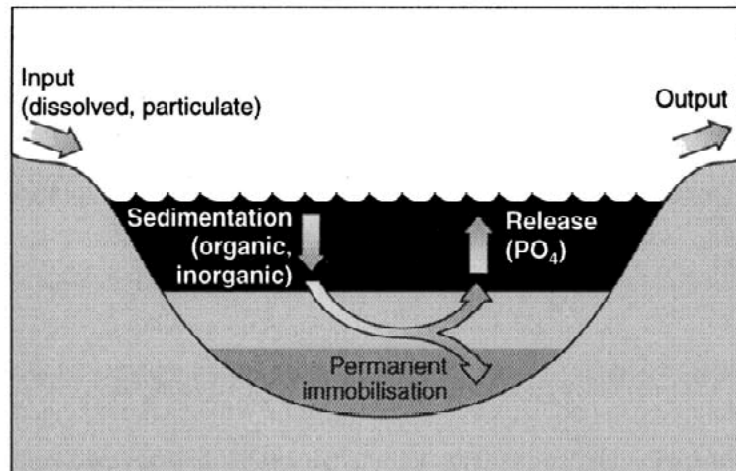 Input
(dissolved, particulate)
Output
Sedimentation
(organic,
inorganic)
Release
(PO₄)
Permanent
immobilisation